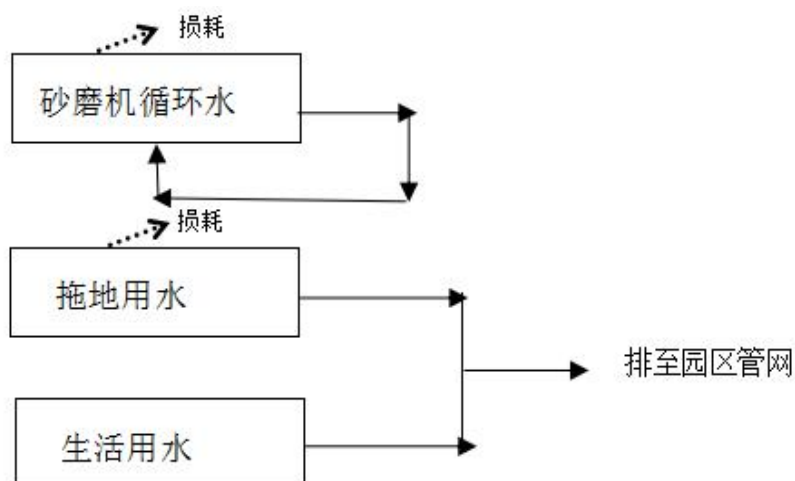 损耗
砂磨机循环水
损耗
拖地用水
排至园区管网
生活用水